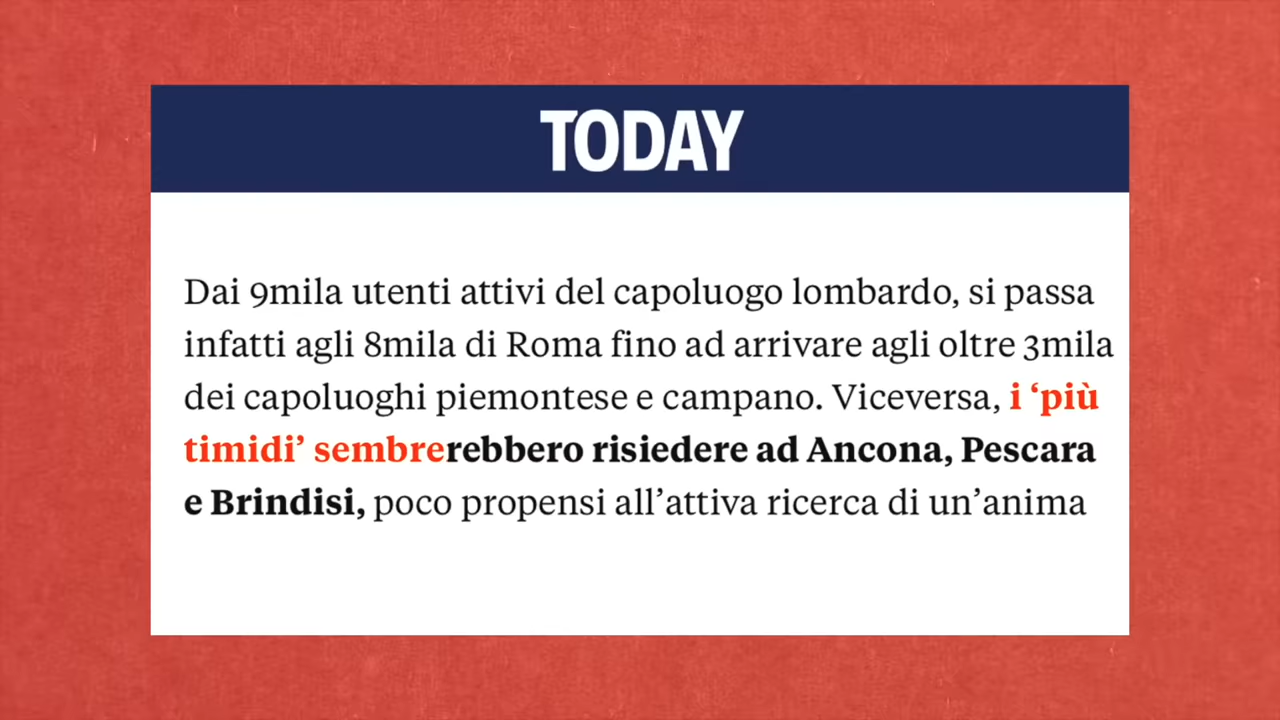 TODAY
Dai 9mila utenti attivi del capoluogo lombardo, si passa
infatti agli 8mila di Roma fino ad arrivare agli oltre 3mila
dei capoluoghi piemontese e campano. Viceversa, i ‘più
timidi’ sembrerebbero risiedere ad Ancona, Pescara
e Brindisi, poco propensi all’attiva ricerca di un’anima